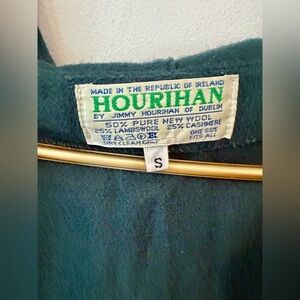 MADE IN THE REPUBLIC OF IRELAND
HOURIHAN
BY JIMMY HOURIHAN OF DUBLIN
50% PURE NEW WOOL
25% LAMBSWOOL 25% CASHMERE
ONE SIZE
DRY CLEAN ONLY FITS ALL
S